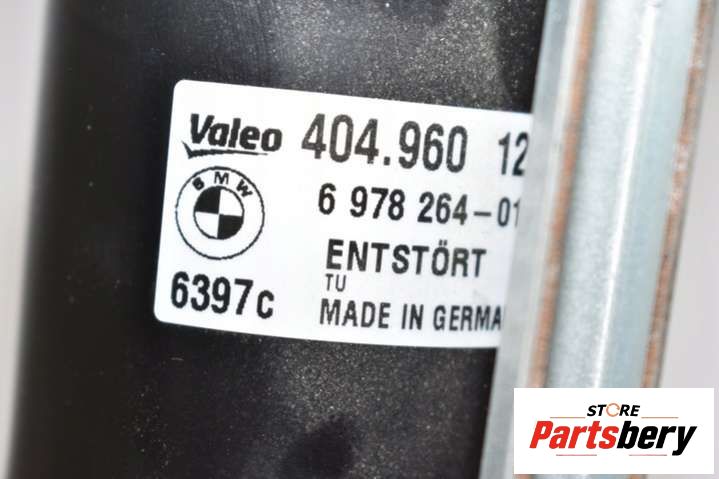 Valeo 404.960 12
BMW
6 978 264-01
ENTSTÖRT
TU
6397c
MADE IN GERMA
STORE
Partsbery